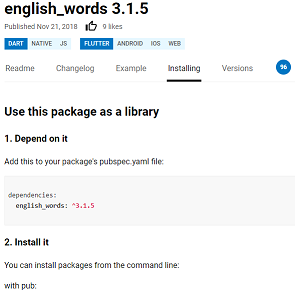 english_words 3.1.5
Published Nov 21, 2018 9 likes
DART NATIVE JS FLUTTER ANDROID IOS WEB
Readme Changelog Example Installing Versions 96
Use this package as a library
1. Depend on it
Add this to your package's pubspec.yaml file:
dependencies:
english_words: ^3.1.5
2. Install it
You can install packages from the command line:
with pub: